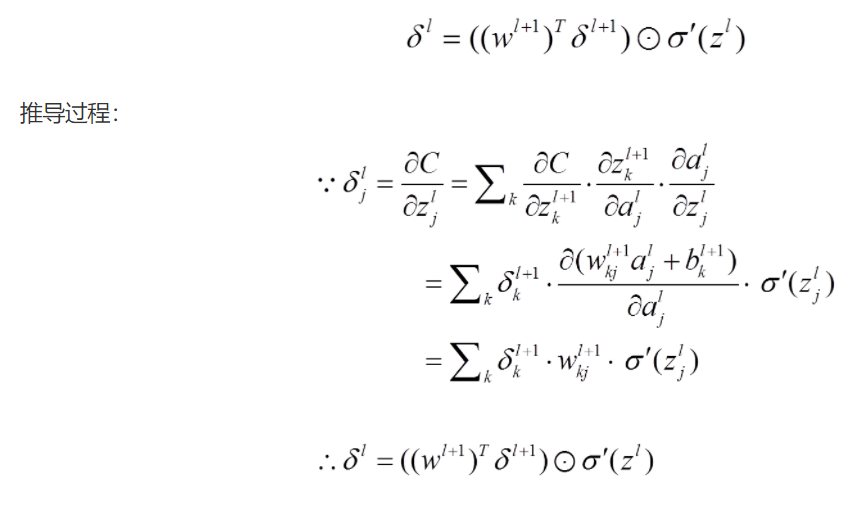 δ^l = ((w^{l+1})^T δ^{l+1}) ⊙ σ′(z^l)
推导过程：
∵ δ_j^l = ∂C/∂z_j^l = ∑_k ∂C/∂z_k^{l+1} · ∂z_k^{l+1}/∂a_j^l · ∂a_j^l/∂z_j^l
= ∑_k δ_k^{l+1} · ∂(w_{kj}^{l+1} a_j^l + b_k^{l+1})/∂a_j^l · σ′(z_j^l)
= ∑_k δ_k^{l+1} · w_{kj}^{l+1} · σ′(z_j^l)
∴ δ^l = ((w^{l+1})^T δ^{l+1}) ⊙ σ′(z^l)